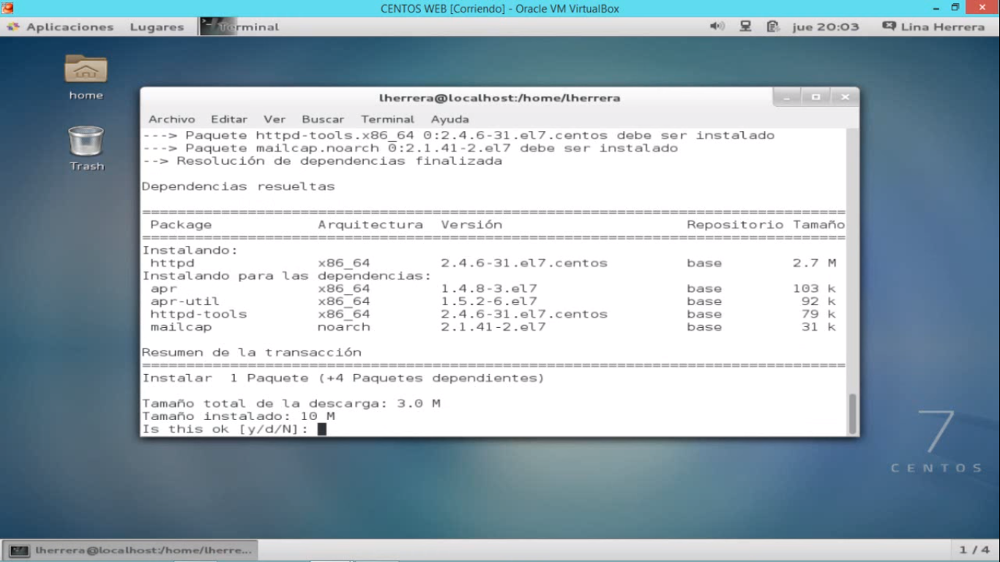 CENTOS WEB [Corriendo] - Oracle VM VirtualBox
Aplicaciones Lugares Terminal jue 20:03 Lina Herrera
home
Trash
lherrera@localhost:/home/lherrera
Archivo Editar Ver Buscar Terminal Ayuda
---> Paquete httpd-tools.x86_64 0:2.4.6-31.el7.centos debe ser instalado
---> Paquete mailcap.noarch 0:2.1.41-2.el7 debe ser instalado
--> Resolución de dependencias finalizada
Dependencias resueltas
================================================================================
Package Arquitectura Versión Repositorio Tamaño
================================================================================
Instalando:
httpd x86_64 2.4.6-31.el7.centos base 2.7 M
Instalando para las dependencias:
apr x86_64 1.4.8-3.el7 base 103 k
apr-util x86_64 1.5.2-6.el7 base 92 k
httpd-tools x86_64 2.4.6-31.el7.centos base 79 k
mailcap noarch 2.1.41-2.el7 base 31 k
Resumen de la transacción
================================================================================
Instalar 1 Paquete (+4 Paquetes dependientes)
Tamaño total de la descarga: 3.0 M
Tamaño instalado: 10 M
Is this ok [y/d/N]:
7
CENTOS
lherrera@localhost:/home/lherre...
1 / 4